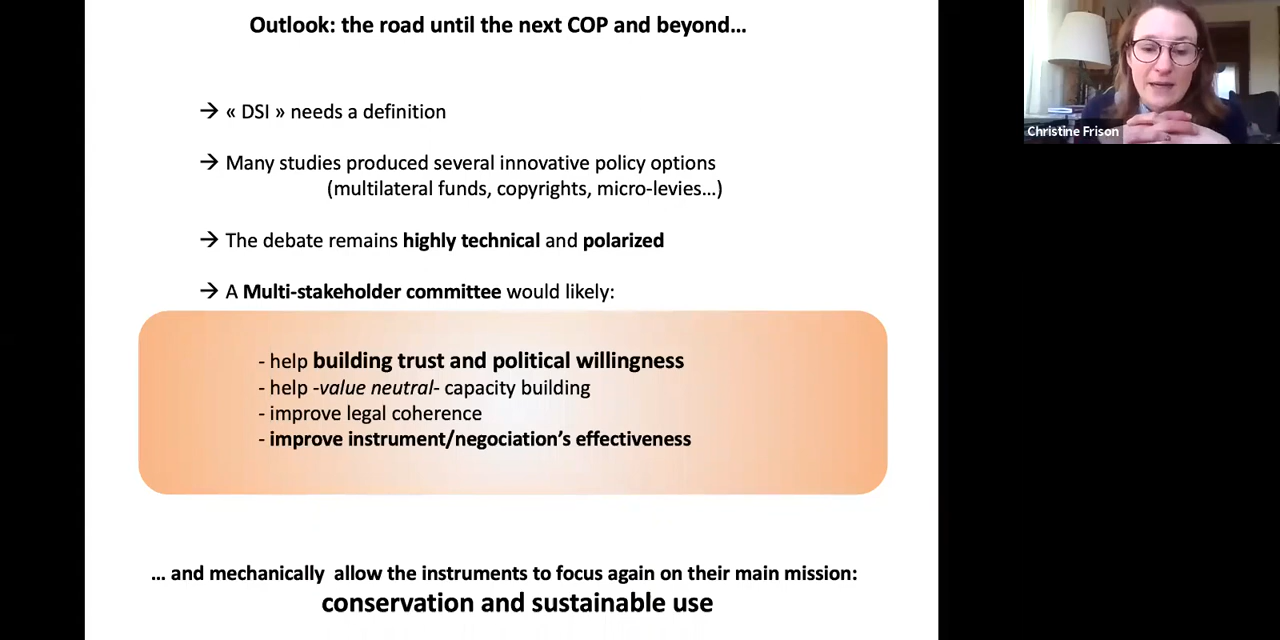 Outlook: the road until the next COP and beyond…
→ « DSI » needs a definition
→ Many studies produced several innovative policy options
(multilateral funds, copyrights, micro-levies…)
→ The debate remains highly technical and polarized
→ A Multi-stakeholder committee would likely:
- help building trust and political willingness
- help -value neutral- capacity building
- improve legal coherence
- improve instrument/negociation’s effectiveness
… and mechanically allow the instruments to focus again on their main mission:
conservation and sustainable use
Christine Frison